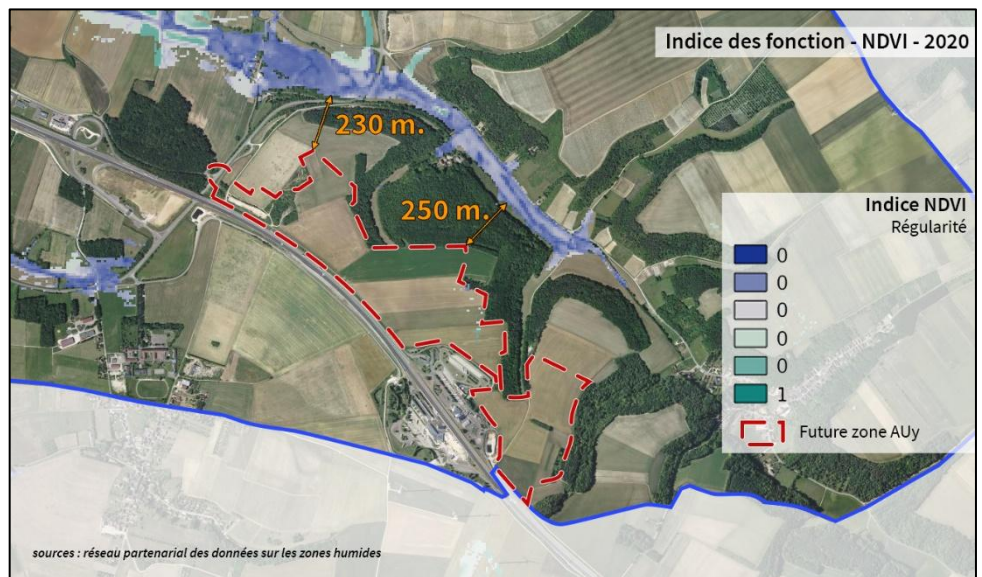 Indice des fonction - NDVI - 2020
230 m.
250 m.
Indice NDVI
Régularité
0
0
0
0
0
1
Future zone AUy
sources : réseau partenarial des données sur les zones humides